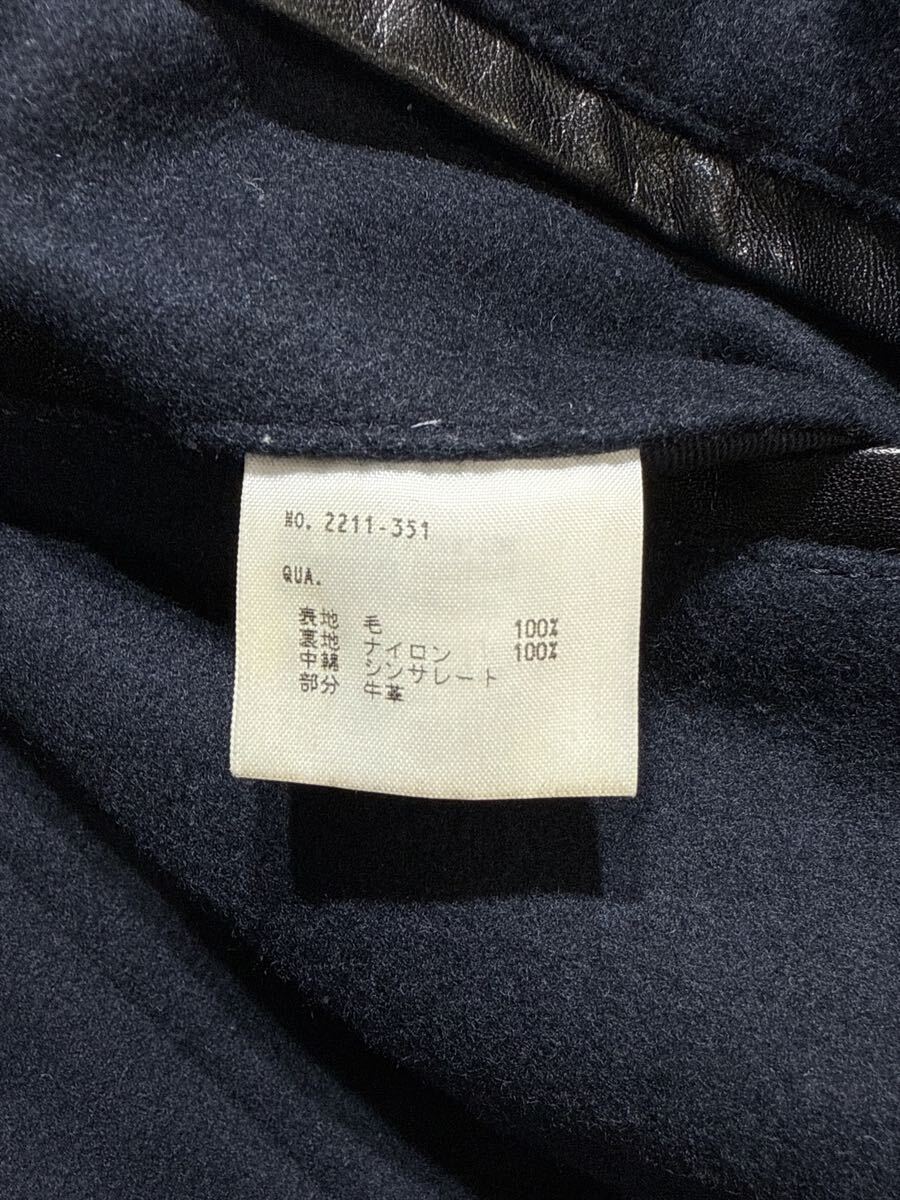 NO. 2211-351
QUA.
表地 毛 100%
裏地 ナイロン 100%
中綿 シンサレート
部分 牛革